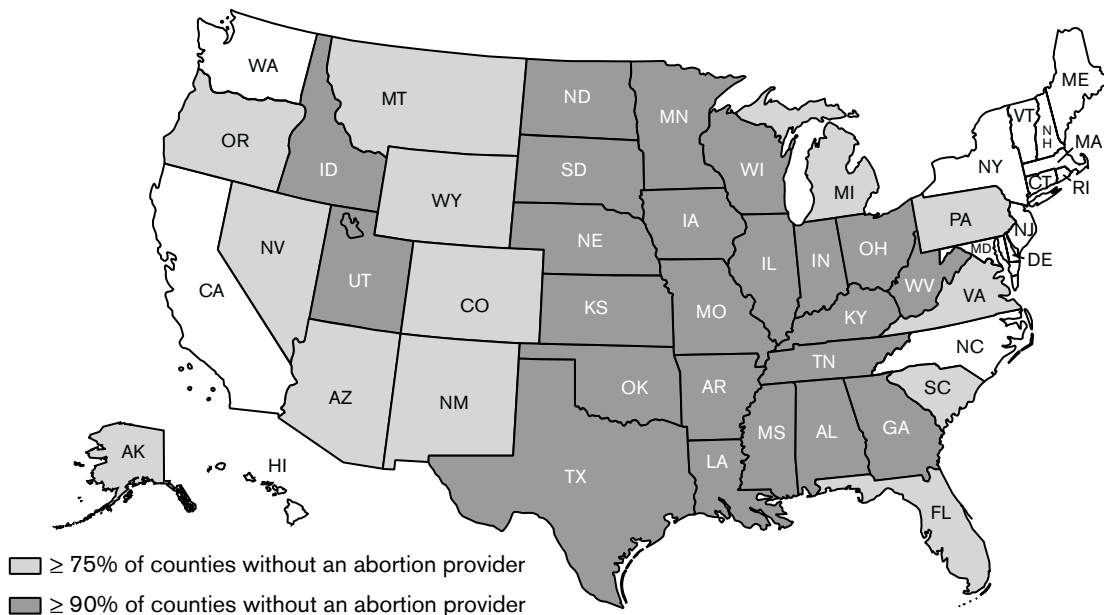 WA
ME
MT
ND
VT
NH
MN
OR
MA
NY
ID
WI
SD
RI
CT
MI
WY
PA
IA
NJ
NE
NV
OH
MD
DE
IL
IN
UT
WV
CA
VA
CO
KS
MO
KY
NC
TN
OK
AR
SC
AZ
NM
MS
AL
GA
AK
HI
LA
TX
FL
≥ 75% of counties without an abortion provider
≥ 90% of counties without an abortion provider